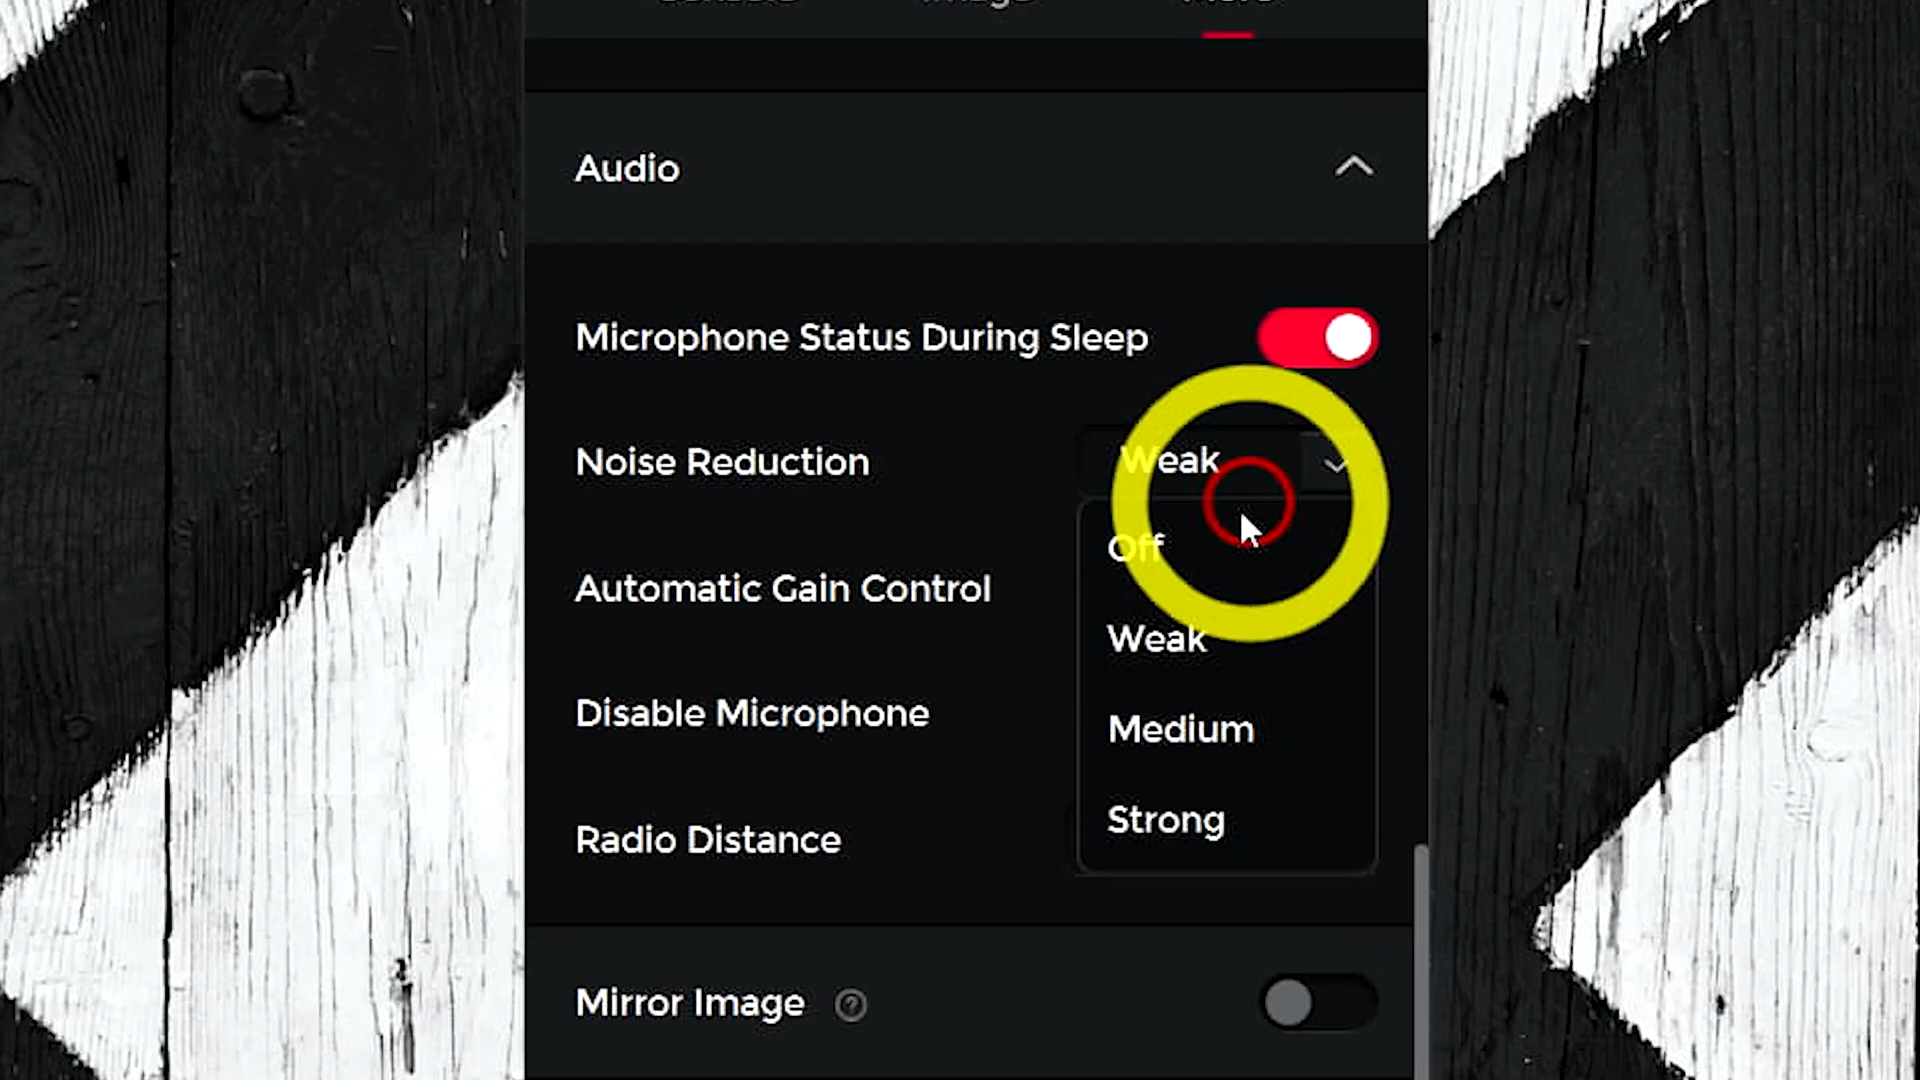 Audio
Microphone Status During Sleep
Noise Reduction
Weak
Off
Automatic Gain Control
Weak
Disable Microphone
Medium
Radio Distance
Strong
Mirror Image ?